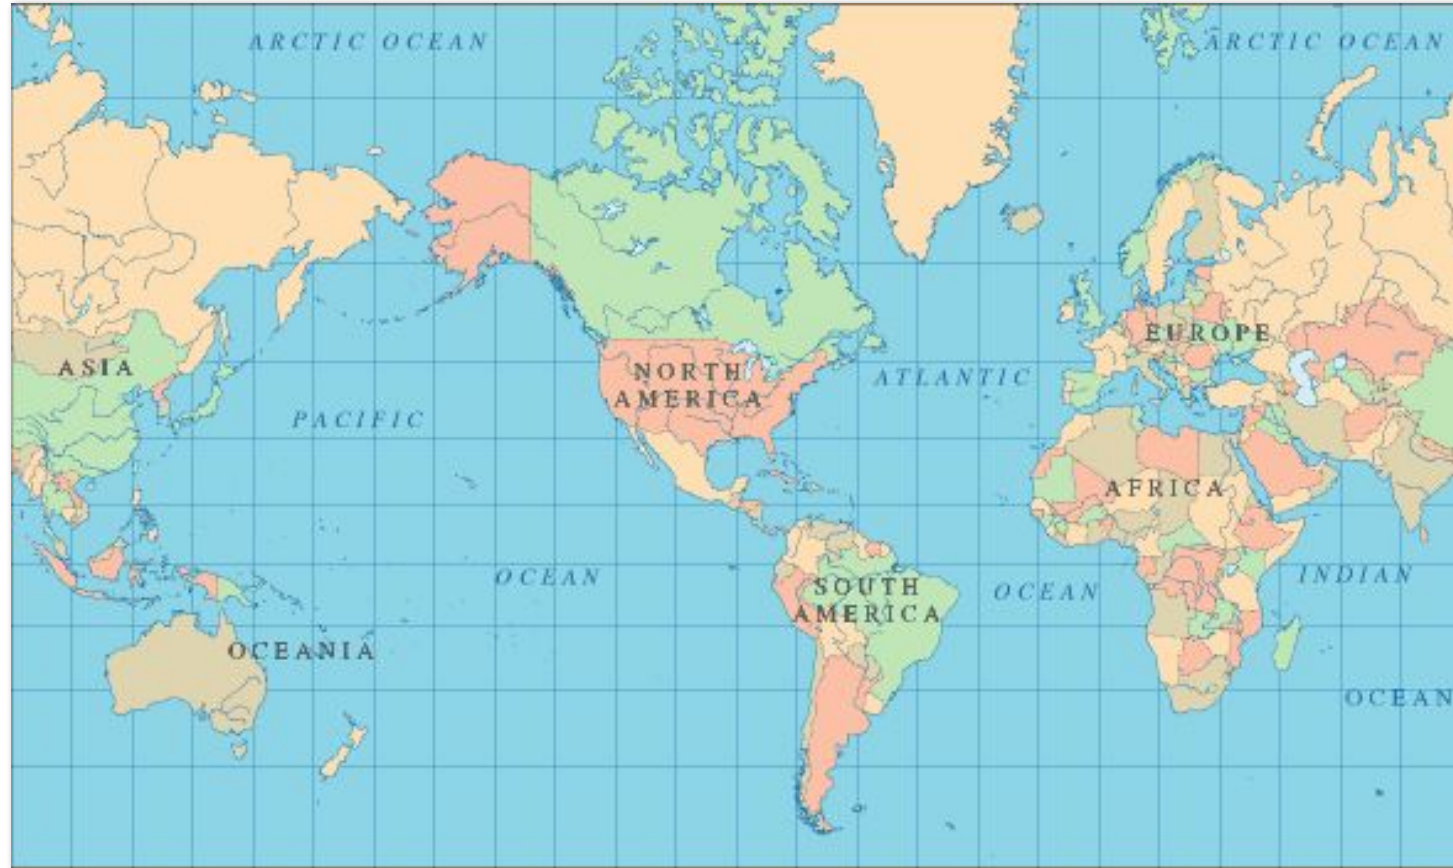 ARCTIC OCEAN
ARCTIC OCEAN
EUROPE
ASIA
NORTH
AMERICA
ATLANTIC
PACIFIC
AFRICA
OCEAN
SOUTH
AMERICA
OCEAN
INDIAN
OCEANIA
OCEAN